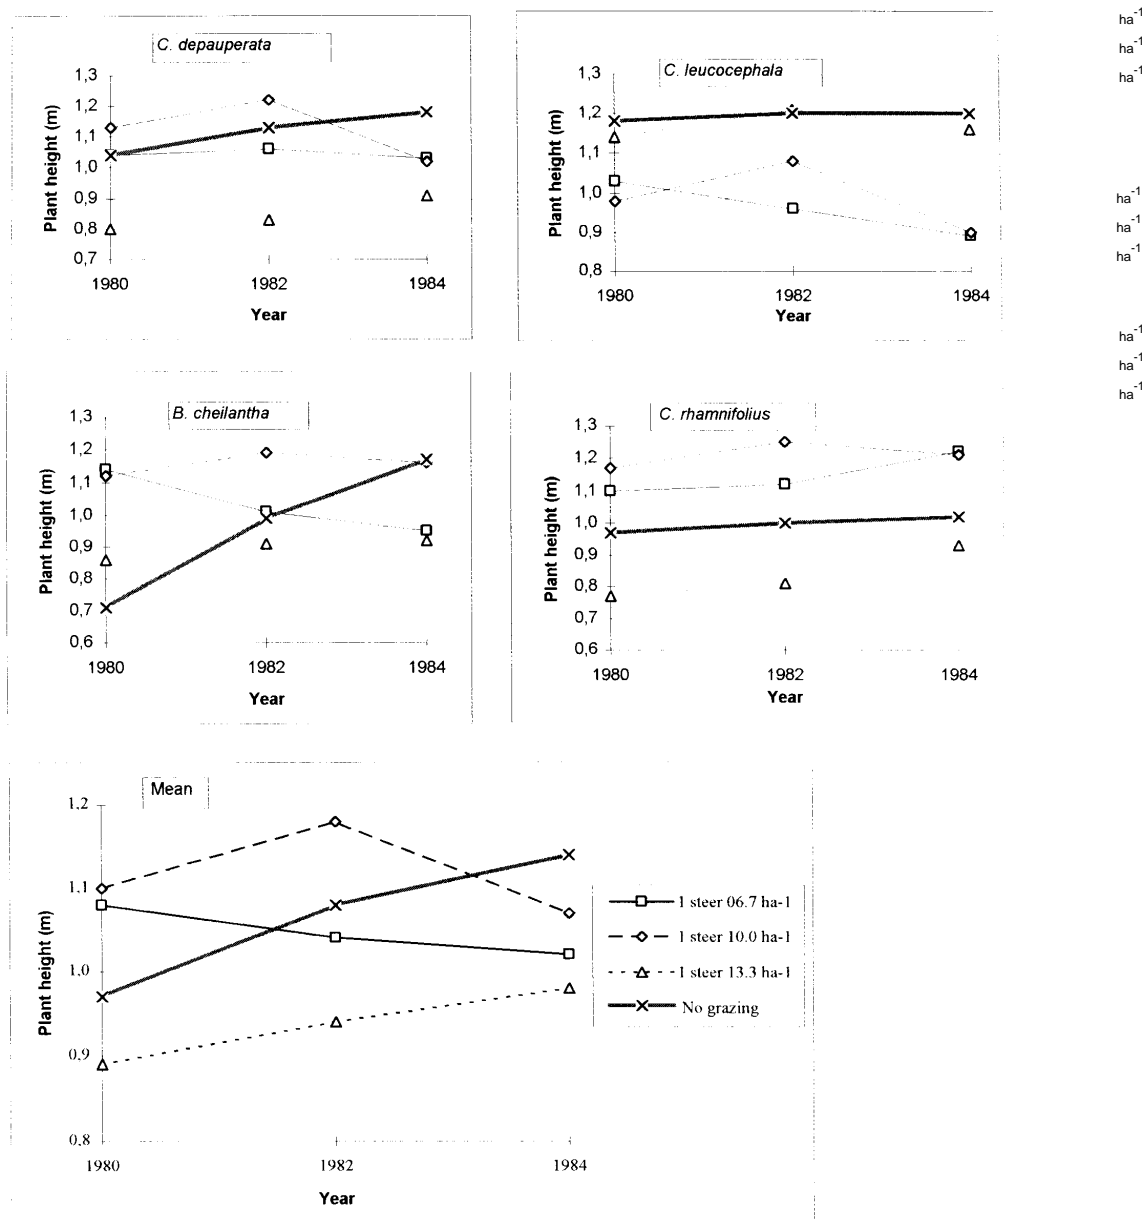 C. depauperata
1,3
1,2
1,1
1,0
0,9
0,8
0,7
Plant height (m)
1980 1982 1984
Year
C. leucocephala
1,3
1,2
1,1
1,0
0,9
0,8
Plant height (m)
1980 1982 1984
Year
ha-1
ha-1
ha-1
ha-1
ha-1
ha-1
ha-1
ha-1
ha-1
B. cheilantha
1,3
1,2
1,1
1,0
0,9
0,8
0,7
0,6
Plant height (m)
1980 1982 1984
Year
C. rhamnifolius
1,3
1,2
1,1
1,0
0,9
0,8
0,7
0,6
Plant height (m)
1980 1982 1984
Year
Mean
1,2
1,1
1,0
0,9
0,8
Plant height (m)
1980 1982 1984
Year
1 steer 06.7 ha-1
1 steer 10.0 ha-1
1 steer 13.3 ha-1
No grazing